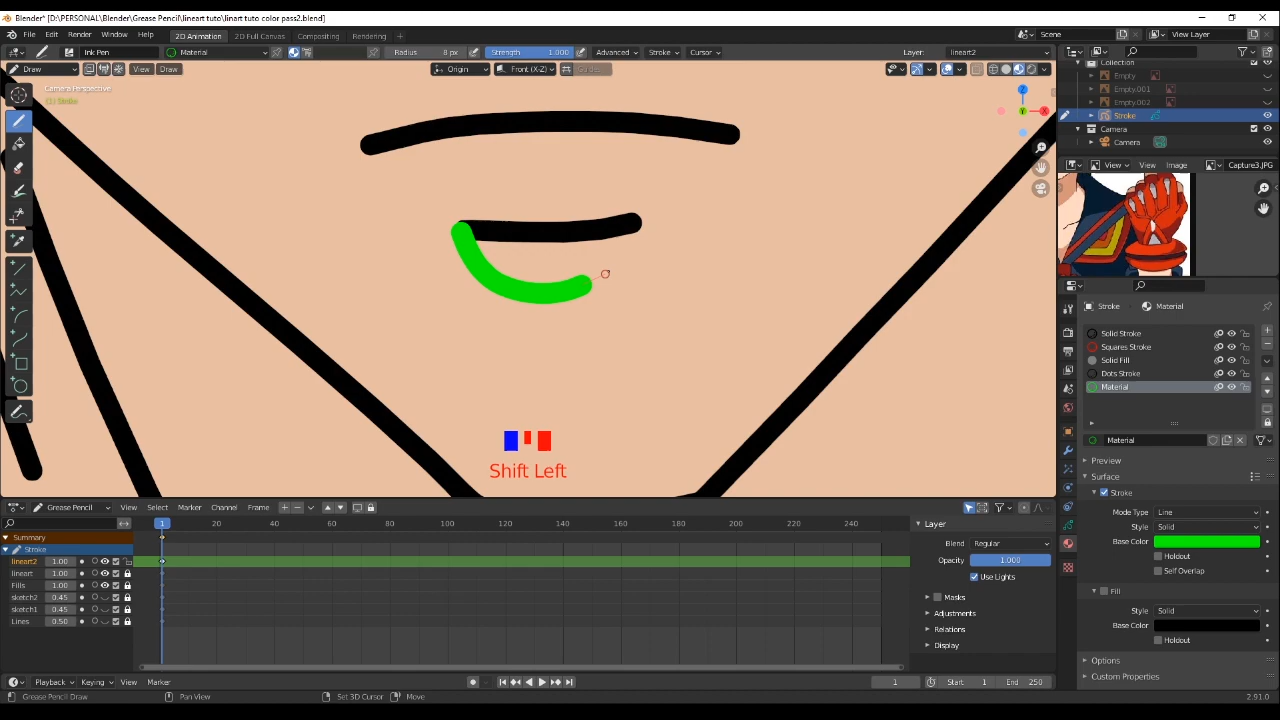 Blender* [D:\PERSONAL\Blender\Grease Pencil\lineart tuto\linart tuto color pass2.blend]
File Edit Render Window Help 2D Animation 2D Full Canvas Compositing Rendering + Scene View Layer
Ink Pen Material Radius 8 px Strength 1.000 Advanced Stroke Cursor Layer: lineart2
Draw View Draw Origin Front (X-Z) Guides
Camera Perspective
(1) Stroke
Z
X
Y
Collection
Empty
Empty.001
Empty.002
Stroke
Camera
Camera
View View Image Capture3.JPG
Stroke Material
Solid Stroke
Squares Stroke
Solid Fill
Dots Stroke
Material
Material
Preview
Surface
Stroke
Mode Type Line
Style Solid
Base Color
Holdout
Self Overlap
Fill
Style Solid
Base Color
Holdout
Options
Custom Properties
Shift Left
Grease Pencil View Select Marker Channel Frame
1 20 40 60 80 100 120 140 160 180 200 220 240
Summary
Stroke
lineart2 1.00
lineart 1.00
Fills 1.00
sketch2 0.45
sketch1 0.45
Lines 0.50
Layer
Blend Regular
Opacity 1.000
Use Lights
Masks
Adjustments
Relations
Display
Playback Keying View Marker 1 Start 1 End 250
Grease Pencil Draw Pan View Set 3D Cursor Move 2.91.0